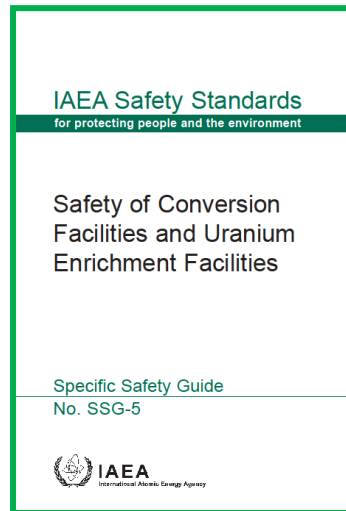 IAEA Safety Standards
for protecting people and the environment
Safety of Conversion
Facilities and Uranium
Enrichment Facilities
Specific Safety Guide
No. SSG-5
IAEA
International Atomic Energy Agency